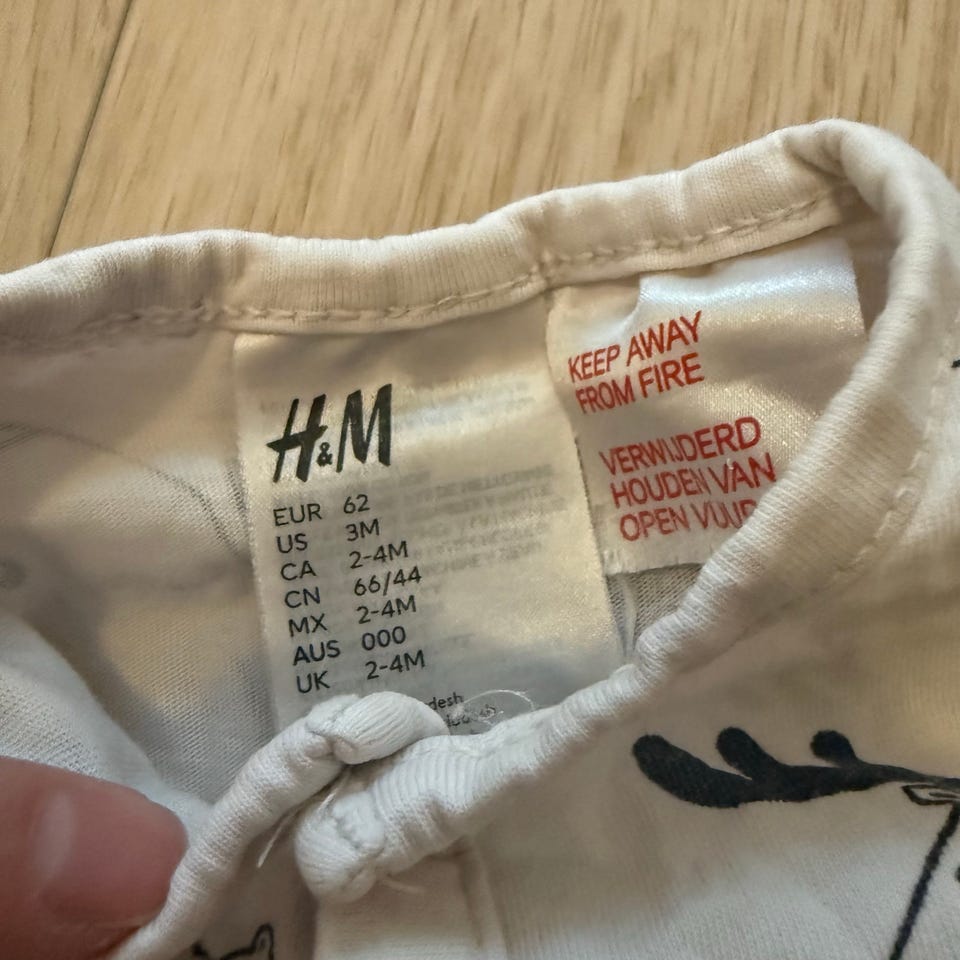 H&M
EUR 62
US 3M
CA 2-4M
CN 66/44
MX 2-4M
AUS 000
UK 2-4M
KEEP AWAY
FROM FIRE
VERWIJDERD
HOUDEN VAN
OPEN VUUR